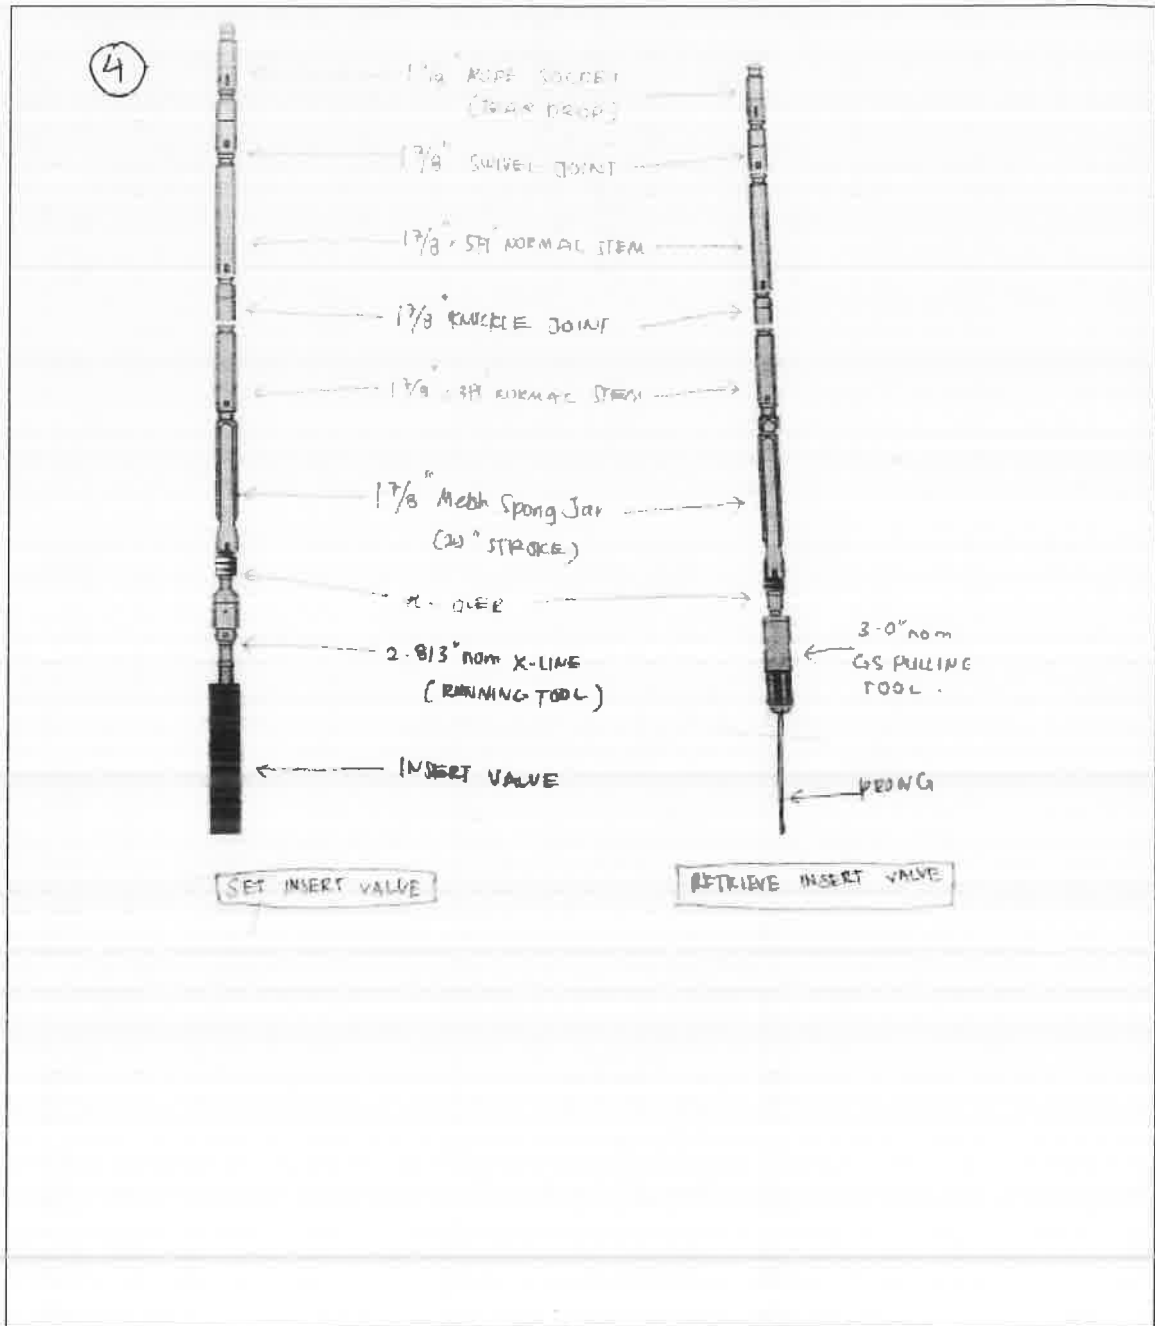 4
1 7/8" ROPE SOCKET
(TEAR DROP)
1 7/8" SWIVEL JOINT
1 7/8" 5ft NORMAL STEM
1 7/8" KNUCKLE JOINT
1 7/8" 3ft NORMAL STEM
1 7/8" Mech Spang Jar
(20" STROKE)
X-OVER
2.813" nom X-LINE
(RUNNING TOOL)
3.0" nom
GS PULLING
TOOL.
INSERT VALVE
PRONG
SET INSERT VALVE
RETRIEVE INSERT VALVE